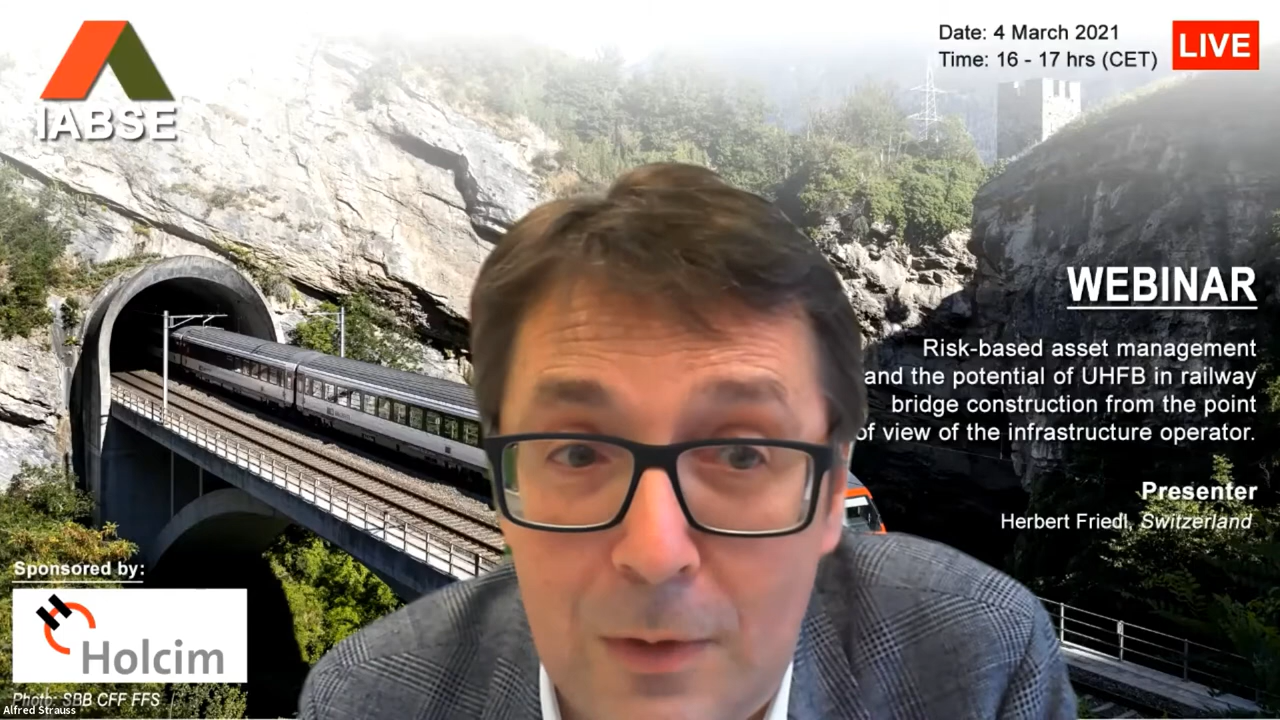 IABSE
Date: 4 March 2021
Time: 16 - 17 hrs (CET)
LIVE
WEBINAR
Risk-based asset management
and the potential of UHFB in railway
bridge construction from the point
of view of the infrastructure operator.
Presenter
Herbert Friedl, Switzerland
Sponsored by:
Holcim
Photo: SBB CFF FFS
Alfred Strauss